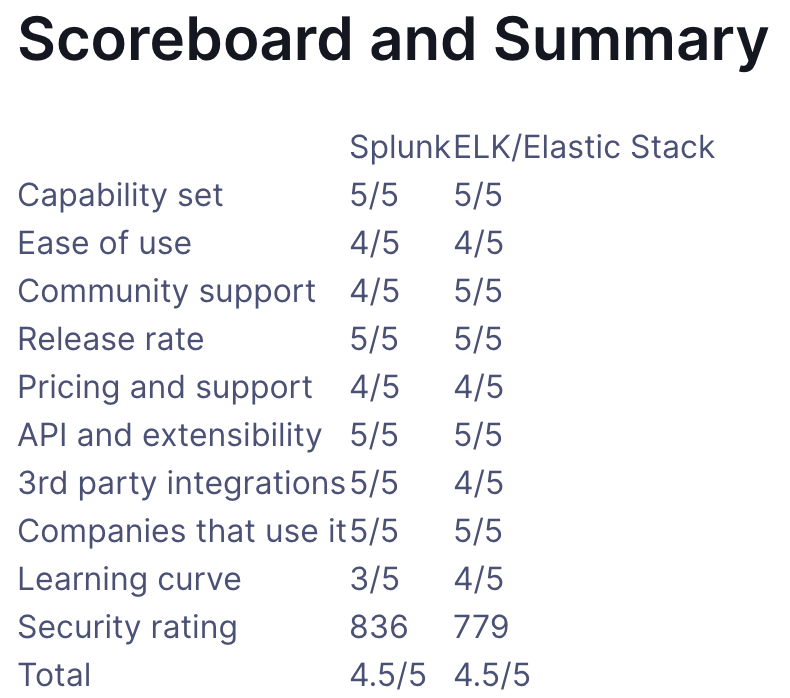 Scoreboard and Summary
Splunk ELK/Elastic Stack
Capability set 5/5 5/5
Ease of use 4/5 4/5
Community support 4/5 5/5
Release rate 5/5 5/5
Pricing and support 4/5 4/5
API and extensibility 5/5 5/5
3rd party integrations 5/5 4/5
Companies that use it 5/5 5/5
Learning curve 3/5 4/5
Security rating 836 779
Total 4.5/5 4.5/5